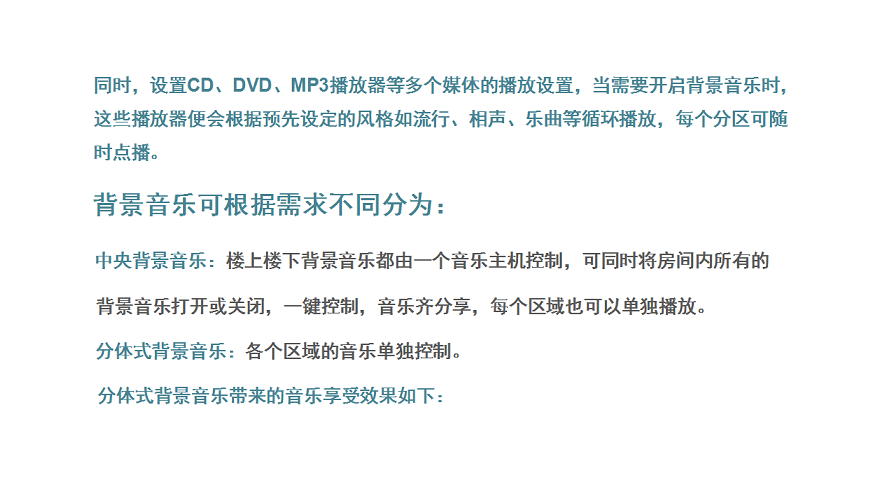 同时，设置CD、DVD、MP3播放器等多个媒体的播放设置，当需要开启背景音乐时，
这些播放器便会根据预先设定的风格如流行、相声、乐曲等循环播放，每个分区可随
时点播。
背景音乐可根据需求不同分为：
中央背景音乐：楼上楼下背景音乐都由一个音乐主机控制，可同时将房间内所有的
背景音乐打开或关闭，一键控制，音乐齐分享，每个区域也可以单独播放。
分体式背景音乐：各个区域的音乐单独控制。
分体式背景音乐带来的音乐享受效果如下：